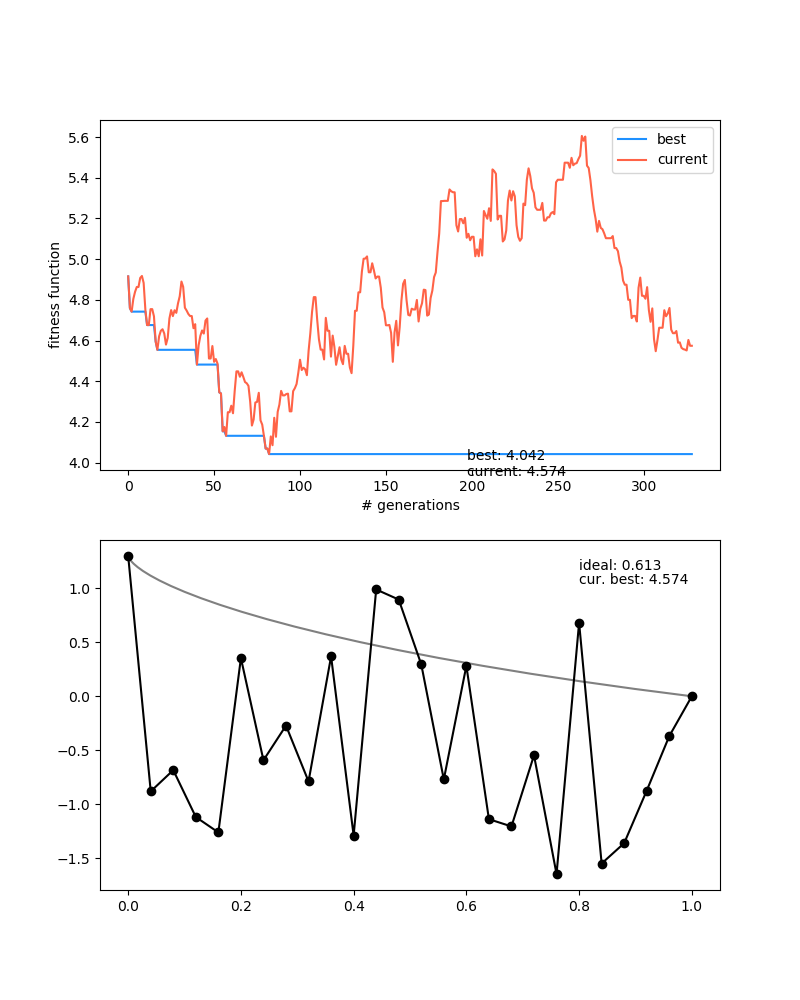 5.6
5.4
5.2
5.0
4.8
4.6
4.4
4.2
4.0
fitness function
best
current
best: 4.042
current: 4.574
0 50 100 150 200 250 300
# generations
ideal: 0.613
cur. best: 4.574
1.0
0.5
0.0
−0.5
−1.0
−1.5
0.0 0.2 0.4 0.6 0.8 1.0